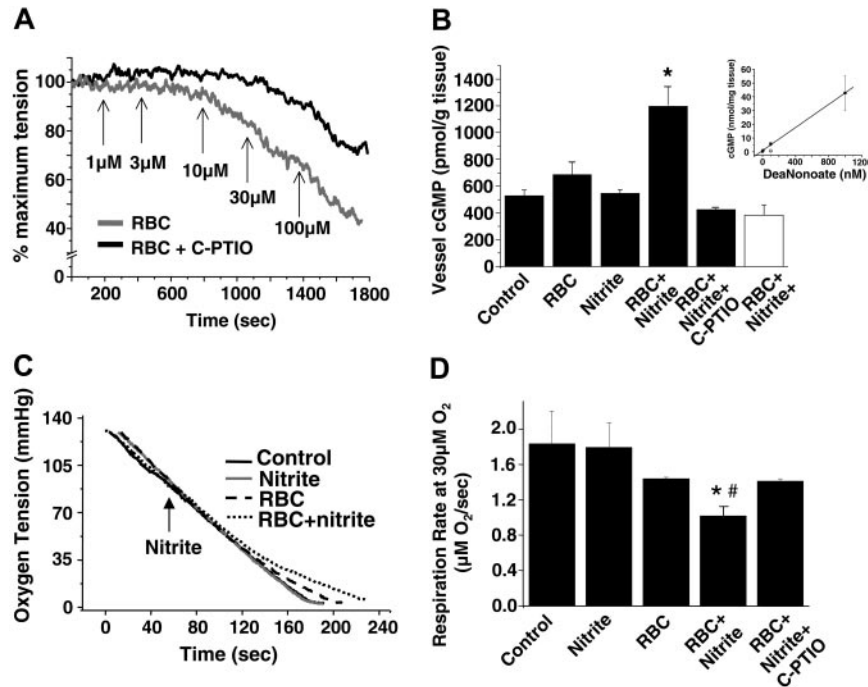 A
% maximum tension
100
80
60
40
0
1µM
3µM
10µM
30µM
100µM
RBC
RBC + C-PTIO
200
600
1000
1400
1800
Time (sec)
B
Vessel cGMP (pmol/g tissue)
1400
1200
1000
800
600
400
200
0
*
Control
RBC
Nitrite
RBC+
Nitrite
RBC+
Nitrite+
C-PTIO
RBC+
Nitrite+
cGMP (nmol/mg tissue)
60
50
40
30
20
10
0
0
400
800
1200
DeaNonoate (nM)
C
Oxygen Tension (mmHg)
140
105
70
35
0
Control
Nitrite
RBC
RBC+nitrite
Nitrite
0
40
80
120
160
200
240
Time (sec)
D
Respiration Rate at 30µM O2
(µM O2/sec)
2.0
1.6
1.2
0.8
0.4
0.0
* #
Control
Nitrite
RBC
RBC+
Nitrite
RBC+
Nitrite+
C-PTIO